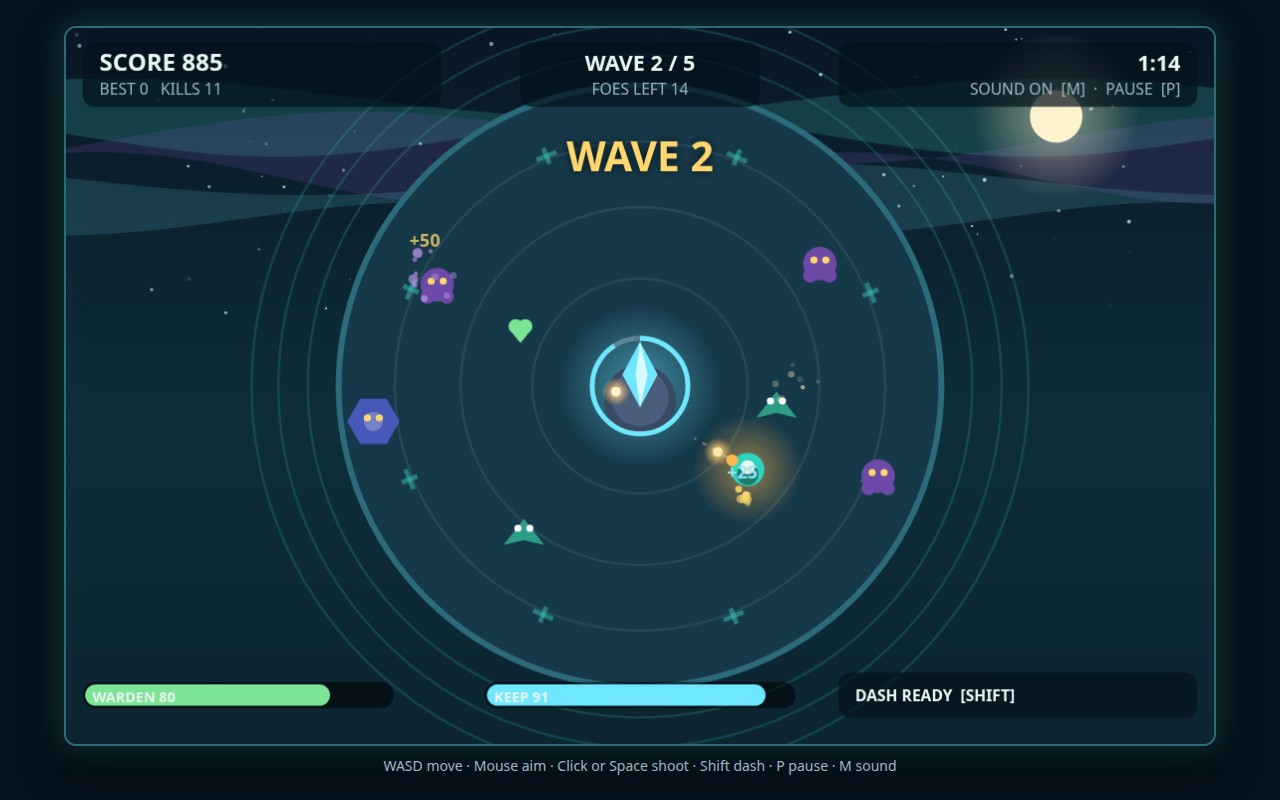 SCORE 885
BEST 0 KILLS 11
WAVE 2 / 5
FOES LEFT 14
1:14
SOUND ON [M] · PAUSE [P]
WAVE 2
+50
+25
WARDEN 80
KEEP 91
DASH READY [SHIFT]
WASD move · Mouse aim · Click or Space shoot · Shift dash · P pause · M sound